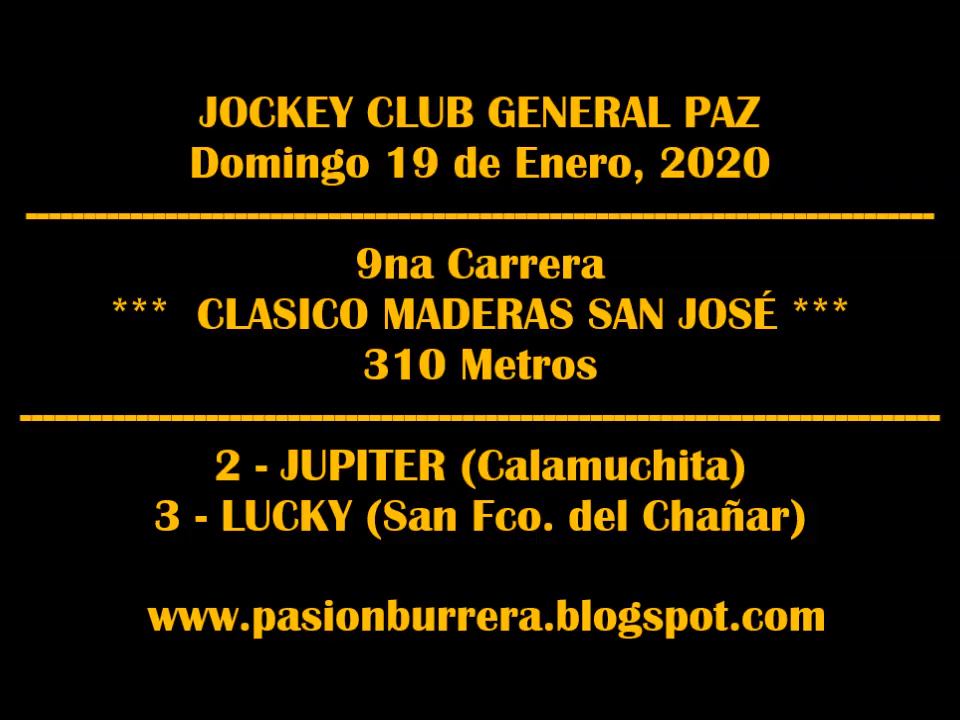 JOCKEY CLUB GENERAL PAZ
Domingo 19 de Enero, 2020
9na Carrera
*** CLASICO MADERAS SAN JOSÉ ***
310 Metros
2 - JUPITER (Calamuchita)
3 - LUCKY (San Fco. del Chañar)
www.pasionburrera.blogspot.com